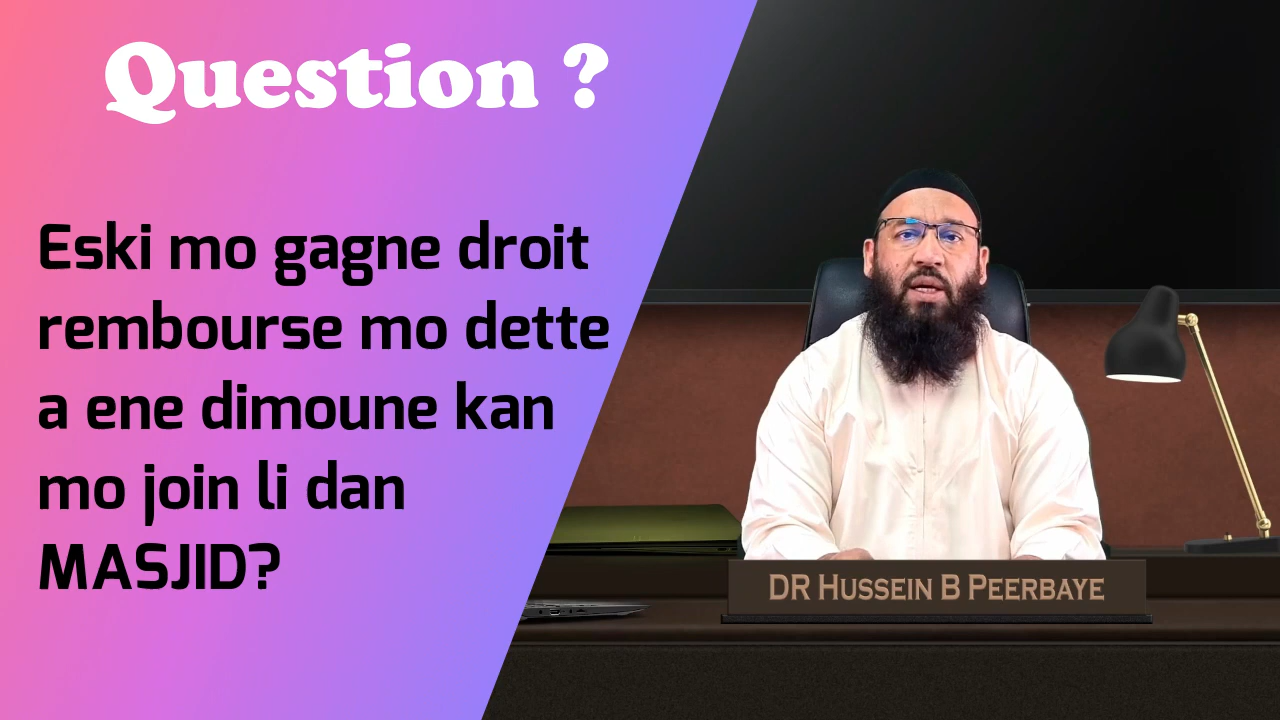 Question ?
Eski mo gagne droit
rembourse mo dette
a ene dimoune kan
mo join li dan
MASJID?
DR HUSSEIN B PEERBAYE